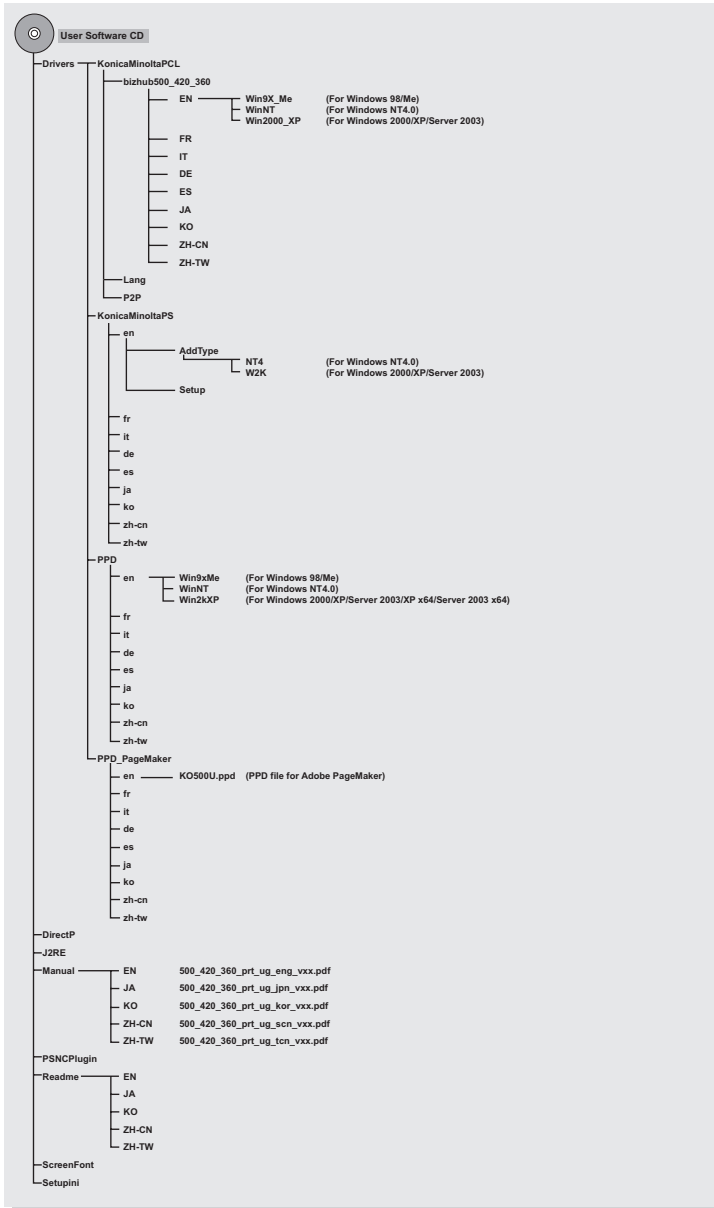 User Software CD
Drivers KonicaMinoltaPCL
bizhub500_420_360
EN Win9X_Me (For Windows 98/Me)
WinNT (For Windows NT4.0)
Win2000_XP (For Windows 2000/XP/Server 2003)
FR
IT
DE
ES
JA
KO
ZH-CN
ZH-TW
Lang
P2P
KonicaMinoltaPS
en
AddType
NT4 (For Windows NT4.0)
W2K (For Windows 2000/XP/Server 2003)
Setup
fr
it
de
es
ja
ko
zh-cn
zh-tw
PPD
en Win9xMe (For Windows 98/Me)
WinNT (For Windows NT4.0)
Win2kXP (For Windows 2000/XP/Server 2003/XP x64/Server 2003 x64)
fr
it
de
es
ja
ko
zh-cn
zh-tw
PPD_PageMaker
en KO500U.ppd (PPD file for Adobe PageMaker)
fr
it
de
es
ja
ko
zh-cn
zh-tw
DirectP
J2RE
Manual EN 500_420_360_prt_ug_eng_vxx.pdf
JA 500_420_360_prt_ug_jpn_vxx.pdf
KO 500_420_360_prt_ug_kor_vxx.pdf
ZH-CN 500_420_360_prt_ug_scn_vxx.pdf
ZH-TW 500_420_360_prt_ug_tcn_vxx.pdf
PSNCPlugin
Readme EN
JA
KO
ZH-CN
ZH-TW
ScreenFont
Setupini